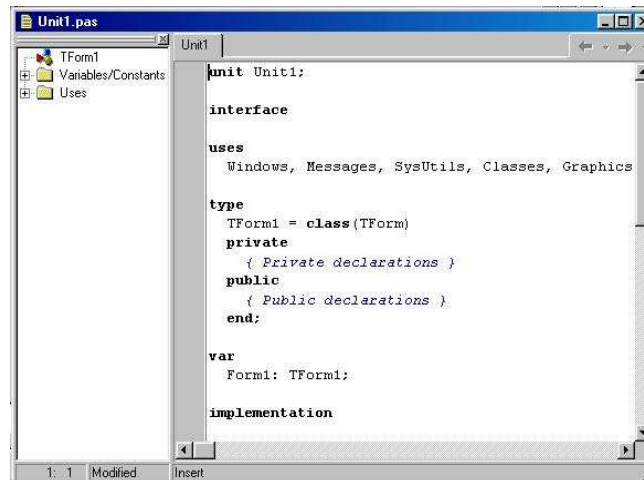 Unit1.pas
TForm1
Variables/Constants
Uses
Unit1
unit Unit1;
interface
uses
Windows, Messages, SysUtils, Classes, Graphics
type
TForm1 = class(TForm)
private
{ Private declarations }
public
{ Public declarations }
end;
var
Form1: TForm1;
implementation
1: 1 Modified Insert